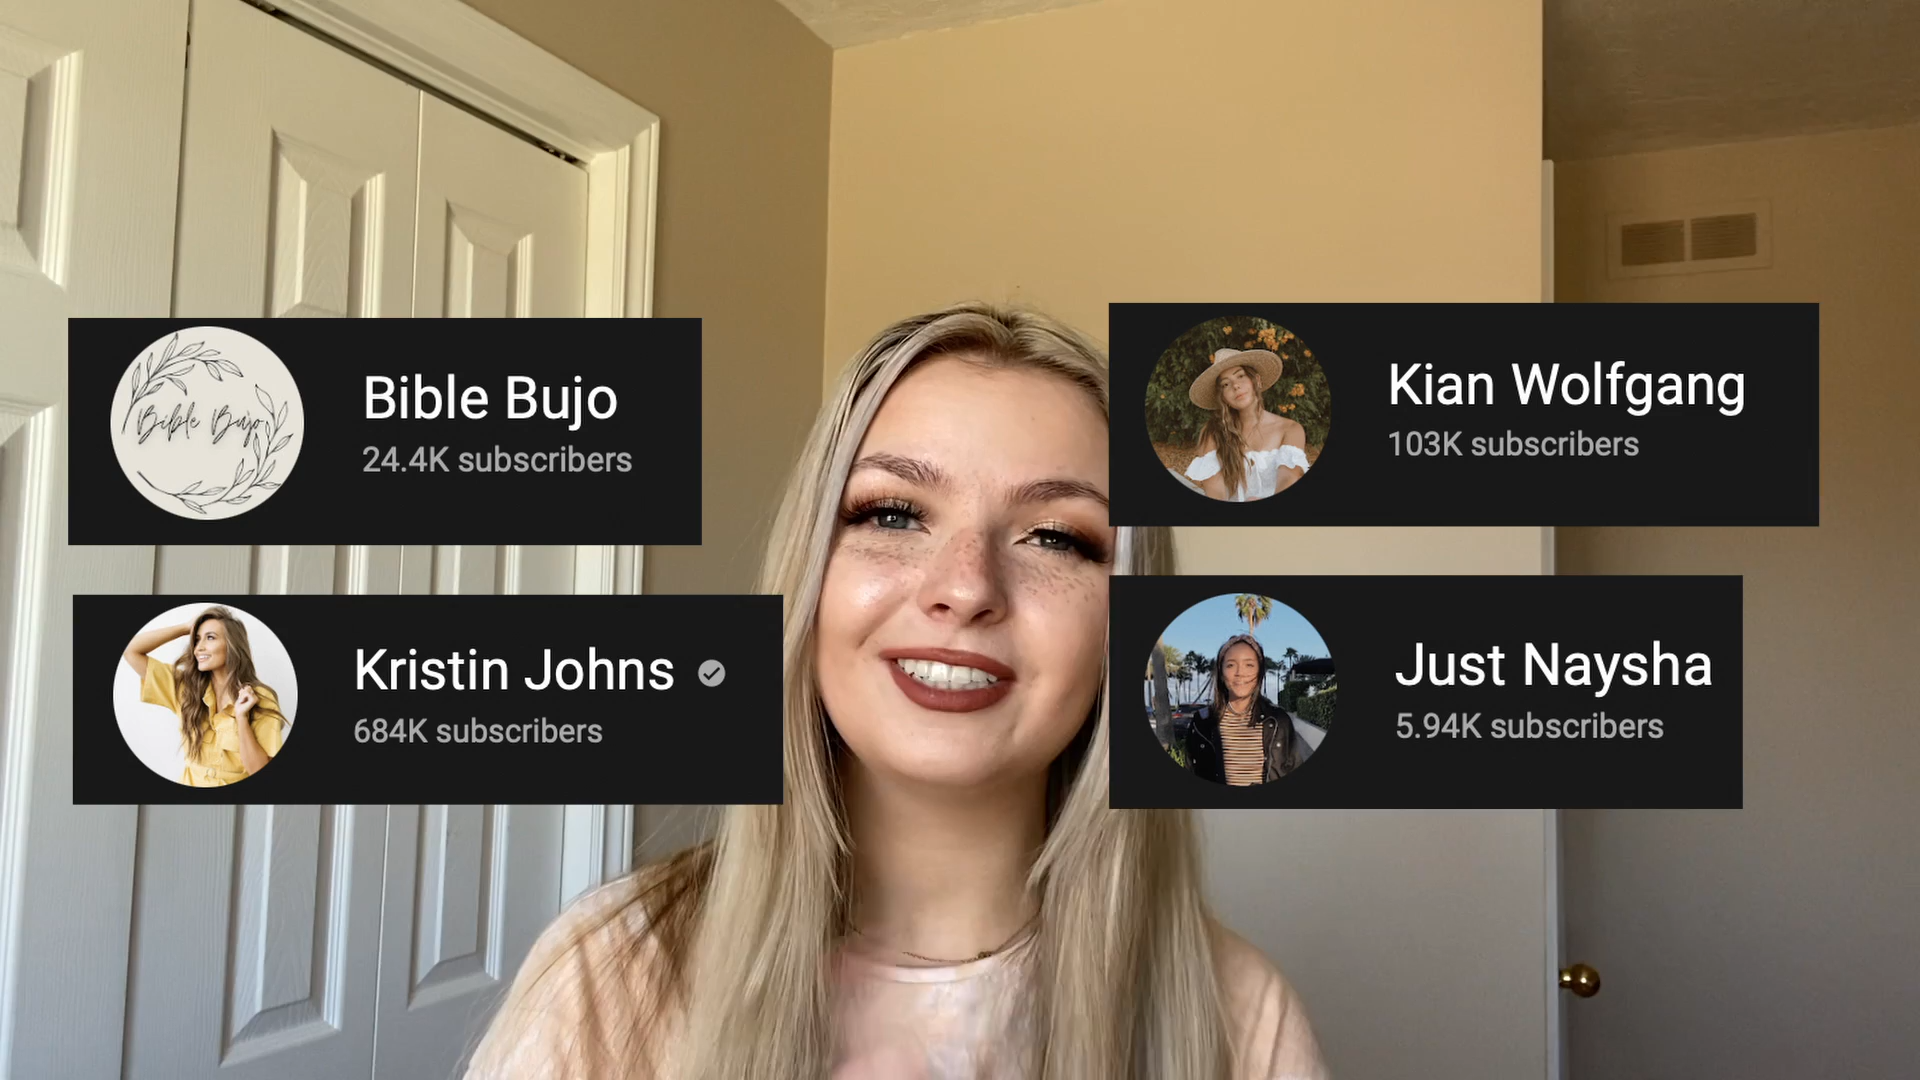 Bible Bujo
Bible Bujo
24.4K subscribers
Kristin Johns
684K subscribers
Kian Wolfgang
103K subscribers
Just Naysha
5.94K subscribers